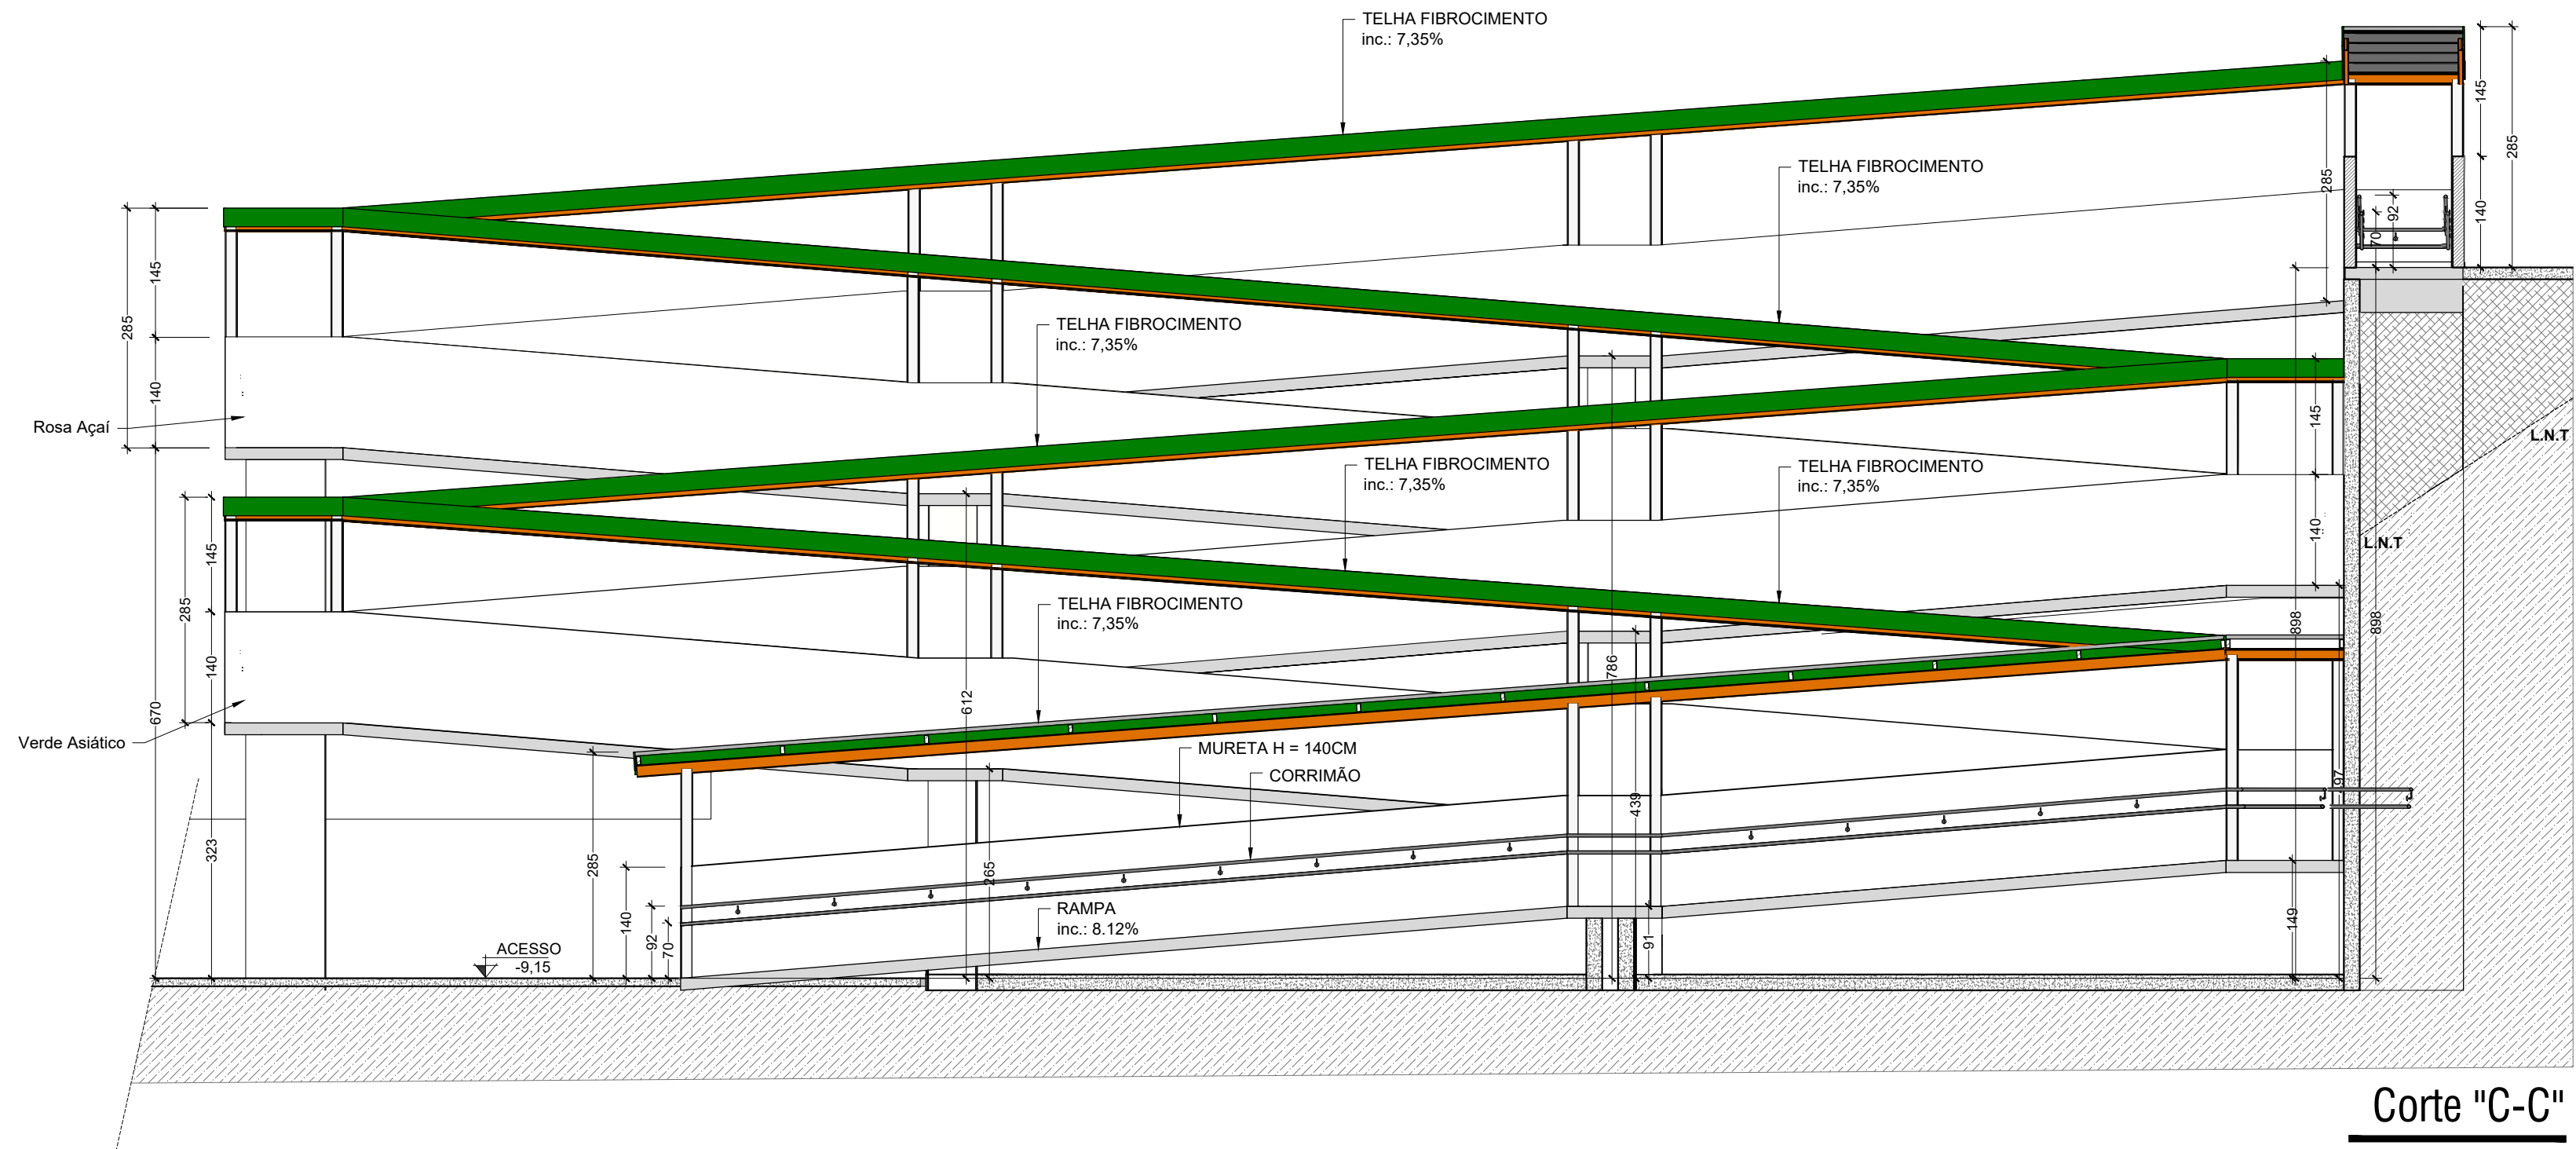 TELHA FIBROCIMENTO
inc.: 7,35%
145
285
285
140
92
70
TELHA FIBROCIMENTO
inc.: 7,35%
145
285
140
TELHA FIBROCIMENTO
inc.: 7,35%
Rosa Açaí
145
140
L.N.T
L.N.T
TELHA FIBROCIMENTO
inc.: 7,35%
TELHA FIBROCIMENTO
inc.: 7,35%
145
285
140
TELHA FIBROCIMENTO
inc.: 7,35%
898
898
786
612
670
Verde Asiático
MURETA H = 140CM
CORRIMÃO
97
439
323
285
265
140
92
70
RAMPA
inc.: 8.12%
91
149
ACESSO
-9,15
Corte "C-C"